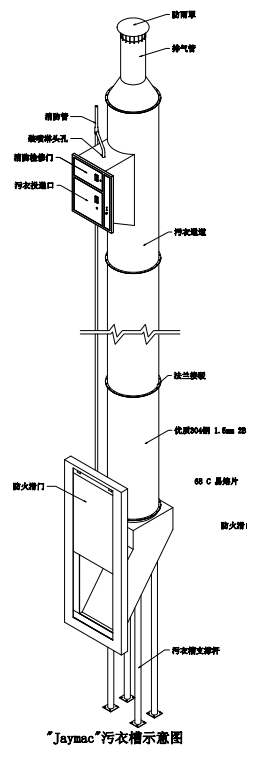 防雨罩
排气管
消防管
装喷淋头孔
消防检修门
污衣投递口
污衣通道
法兰接驳
优质304钢 1.5mm 2B
68 C 易熔片
防火滑门
防火滑
污衣槽支撑杆
"Jaymac"污衣槽示意图